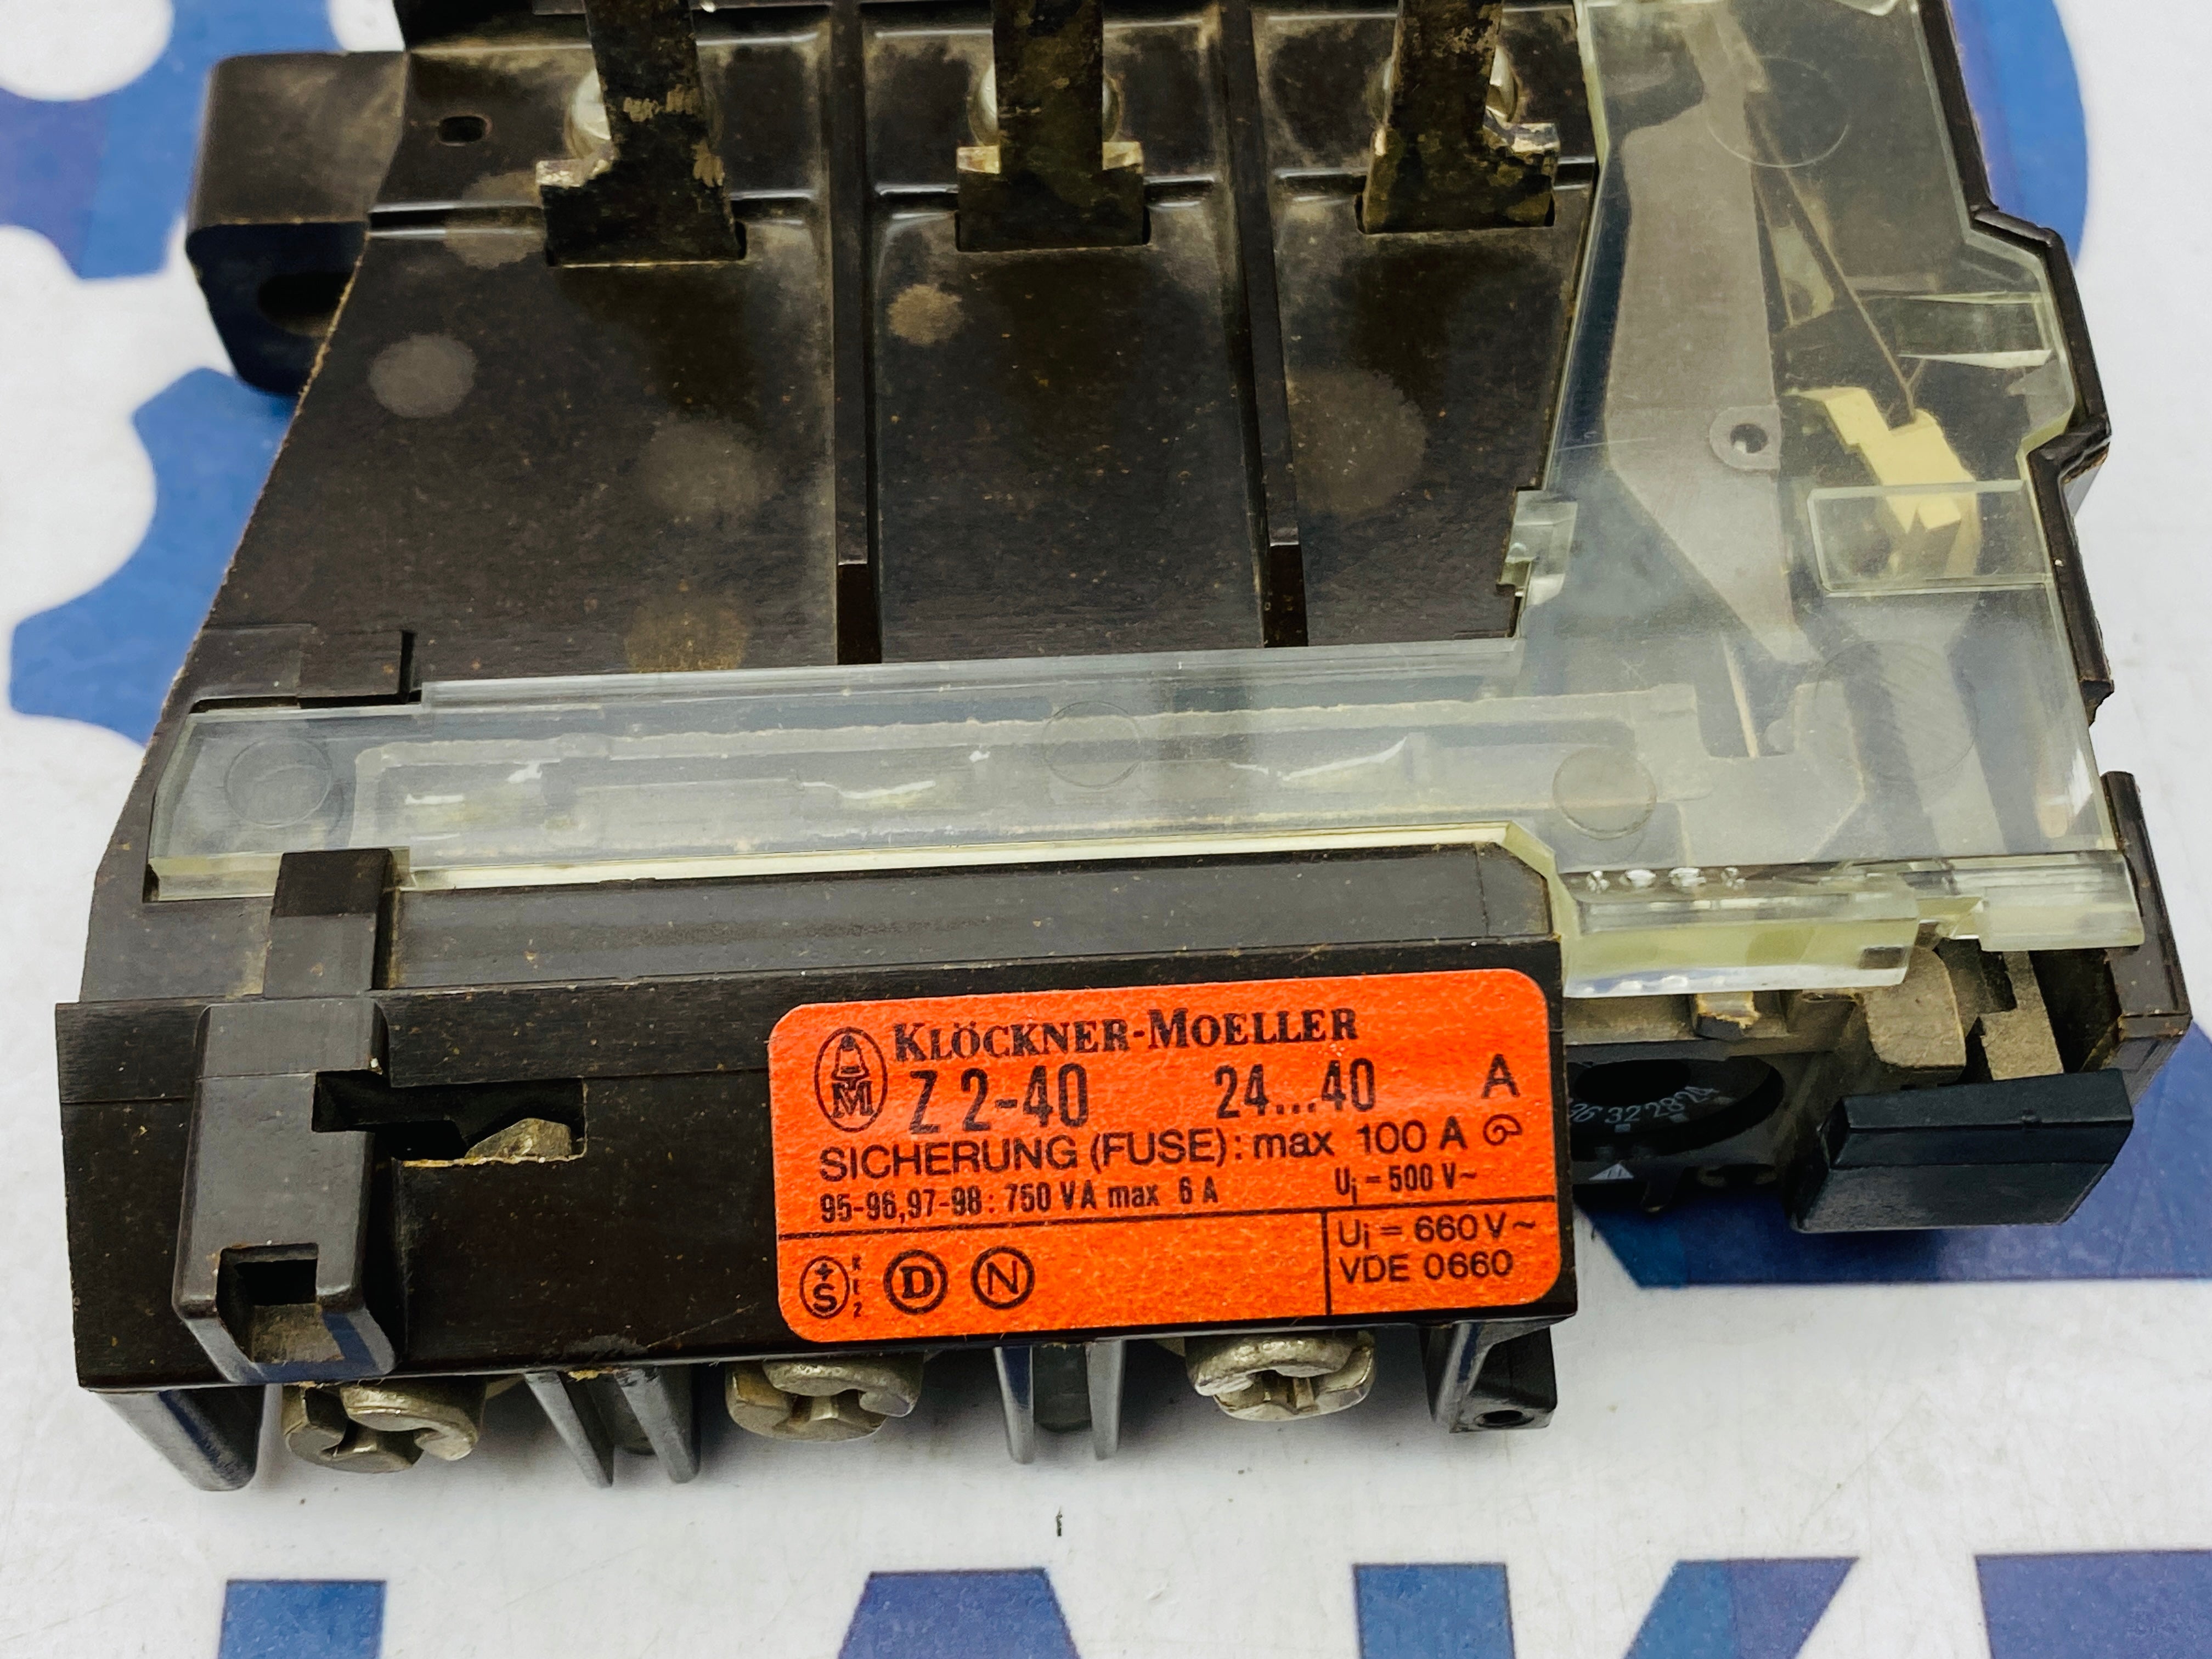 KLÖCKNER-MOELLER
Z 2-40 24...40 A
SICHERUNG (FUSE): max 100 A
95-96,97-98: 750 VA max 6 A Ui = 500 V~
Ui = 660 V~
VDE 0660
+S D N
M